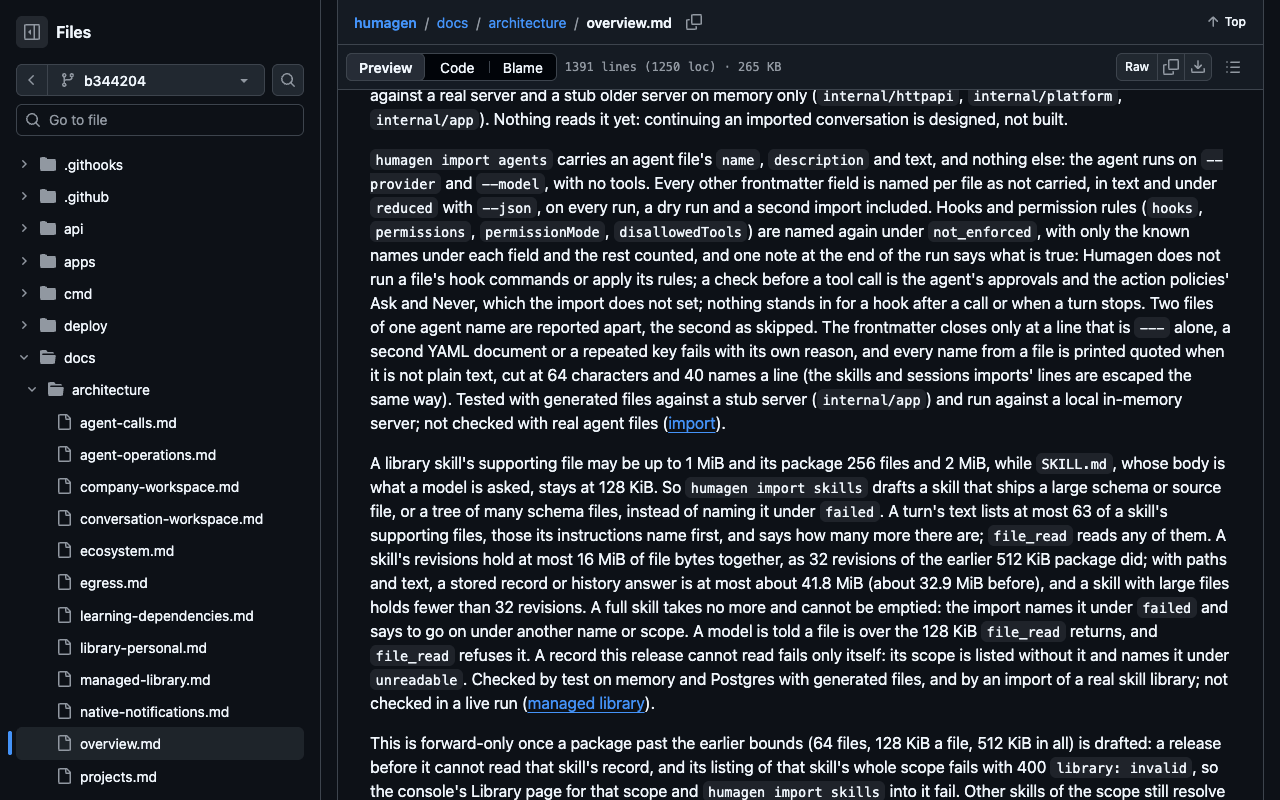 Files
humagen / docs / architecture / overview.md
Top
b344204
Preview Code Blame 1391 lines (1250 loc) · 265 KB
Raw
Go to file
.githooks
.github
api
apps
cmd
deploy
docs
architecture
agent-calls.md
agent-operations.md
company-workspace.md
conversation-workspace.md
ecosystem.md
egress.md
learning-dependencies.md
library-personal.md
managed-library.md
native-notifications.md
overview.md
projects.md
against a real server and a stub older server on memory only ( internal/httpapi , internal/platform ,
internal/app ). Nothing reads it yet: continuing an imported conversation is designed, not built.
humagen import agents carries an agent file's name , description and text, and nothing else: the agent runs on --
provider and --model , with no tools. Every other frontmatter field is named per file as not carried, in text and under
reduced with --json , on every run, a dry run and a second import included. Hooks and permission rules ( hooks ,
permissions , permissionMode , disallowedTools ) are named again under not_enforced , with only the known
names under each field and the rest counted, and one note at the end of the run says what is true: Humagen does not
run a file's hook commands or apply its rules; a check before a tool call is the agent's approvals and the action policies'
Ask and Never, which the import does not set; nothing stands in for a hook after a call or when a turn stops. Two files
of one agent name are reported apart, the second as skipped. The frontmatter closes only at a line that is --- alone, a
second YAML document or a repeated key fails with its own reason, and every name from a file is printed quoted when
it is not plain text, cut at 64 characters and 40 names a line (the skills and sessions imports' lines are escaped the
same way). Tested with generated files against a stub server ( internal/app ) and run against a local in-memory
server; not checked with real agent files (import).
A library skill's supporting file may be up to 1 MiB and its package 256 files and 2 MiB, while SKILL.md , whose body is
what a model is asked, stays at 128 KiB. So humagen import skills drafts a skill that ships a large schema or source
file, or a tree of many schema files, instead of naming it under failed . A turn's text lists at most 63 of a skill's
supporting files, those its instructions name first, and says how many more there are; file_read reads any of them. A
skill's revisions hold at most 16 MiB of file bytes together, as 32 revisions of the earlier 512 KiB package did; with paths
and text, a stored record or history answer is at most about 41.8 MiB (about 32.9 MiB before), and a skill with large files
holds fewer than 32 revisions. A full skill takes no more and cannot be emptied: the import names it under failed and
says to go on under another name or scope. A model is told a file is over the 128 KiB file_read returns, and
file_read refuses it. A record this release cannot read fails only itself: its scope is listed without it and names it under
unreadable . Checked by test on memory and Postgres with generated files, and by an import of a real skill library; not
checked in a live run (managed library).
This is forward-only once a package past the earlier bounds (64 files, 128 KiB a file, 512 KiB in all) is drafted: a release
before it cannot read that skill's record, and its listing of that skill's whole scope fails with 400 library: invalid , so
the console's Library page for that scope and humagen import skills into it fail. Other skills of the scope still resolve